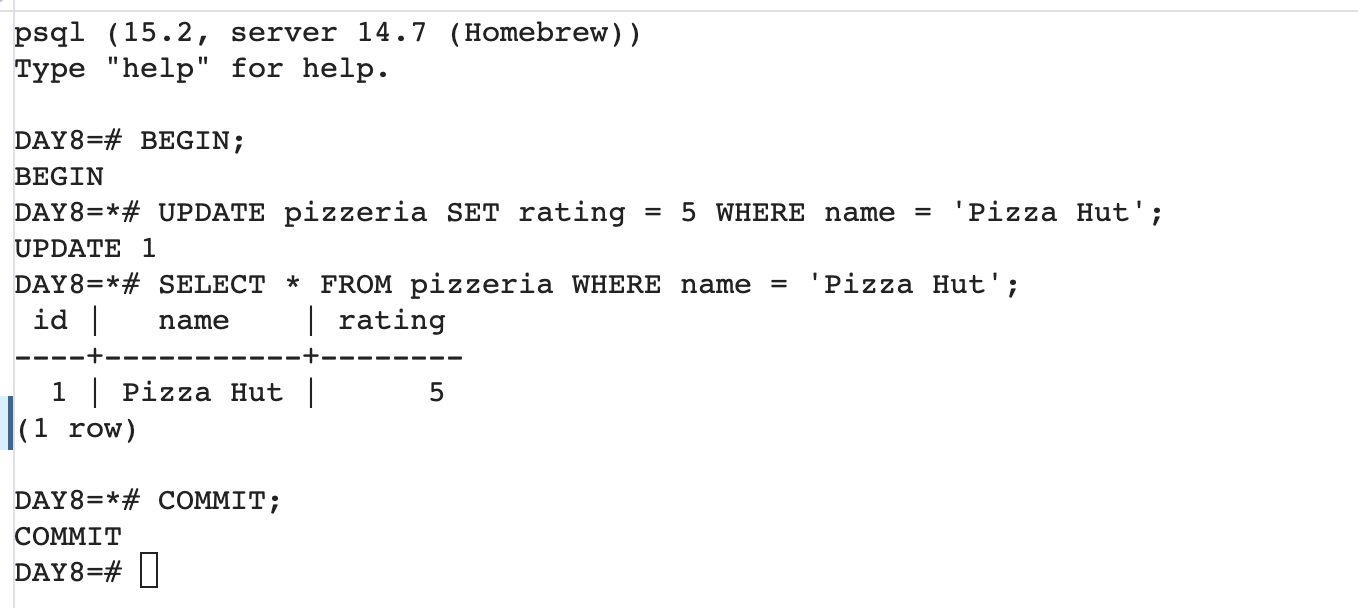 psql (15.2, server 14.7 (Homebrew))
Type "help" for help.
DAY8=# BEGIN;
BEGIN
DAY8=*# UPDATE pizzeria SET rating = 5 WHERE name = 'Pizza Hut';
UPDATE 1
DAY8=*# SELECT * FROM pizzeria WHERE name = 'Pizza Hut';
 id |   name    | rating
----+-----------+--------
  1 | Pizza Hut |      5
(1 row)
DAY8=*# COMMIT;
COMMIT
DAY8=#